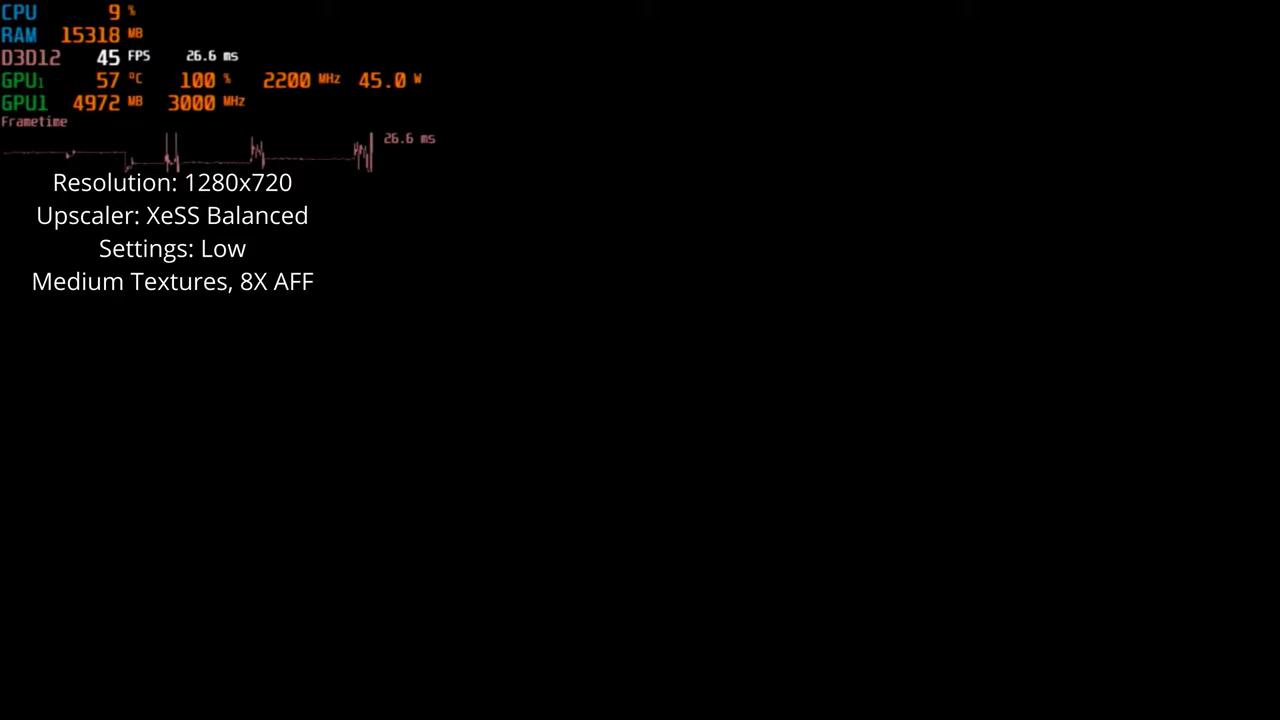 CPU 9 %
RAM 15318 MB
D3D12 45 FPS 26.6 ms
GPU1 57 °C 100 % 2200 MHz 45.0 W
GPU1 4972 MB 3000 MHz
Frametime
26.6 ms
Resolution: 1280x720
Upscaler: XeSS Balanced
Settings: Low
Medium Textures, 8X AFF